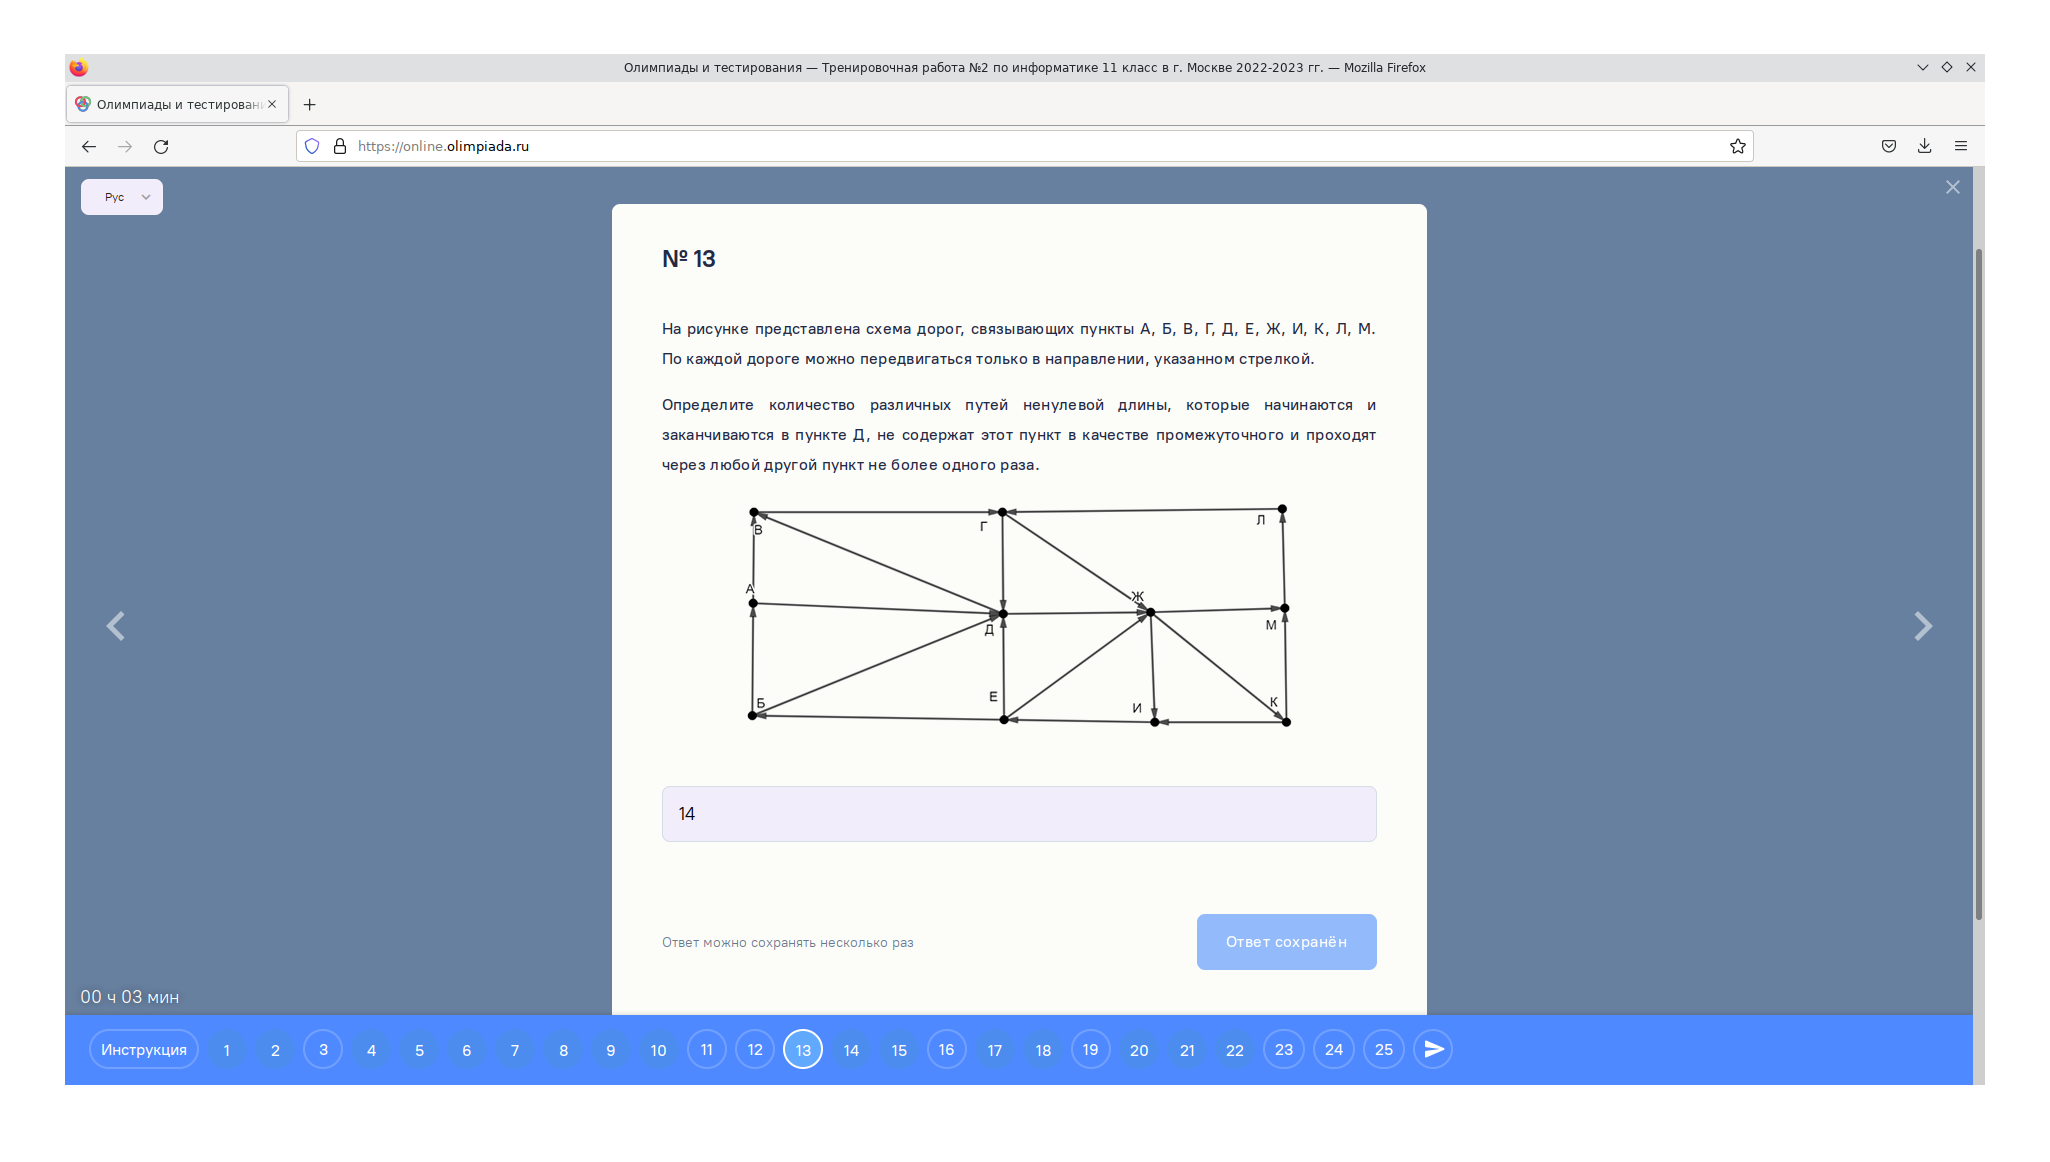 Олимпиады и тестирования — Тренировочная работа №2 по информатике 11 класс в г. Москве 2022-2023 гг. — Mozilla Firefox
Олимпиады и тестировани
https://online.olimpiada.ru
Рус
№ 13
На рисунке представлена схема дорог, связывающих пункты А, Б, В, Г, Д, Е, Ж, И, К, Л, М.
По каждой дороге можно передвигаться только в направлении, указанном стрелкой.
Определите количество различных путей ненулевой длины, которые начинаются и
заканчиваются в пункте Д, не содержат этот пункт в качестве промежуточного и проходят
через любой другой пункт не более одного раза.
В
Г
Л
А
Ж
Д
М
Б
Е
И
К
14
Ответ можно сохранять несколько раз
Ответ сохранён
00 ч 03 мин
Инструкция 1 2 3 4 5 6 7 8 9 10 11 12 13 14 15 16 17 18 19 20 21 22 23 24 25